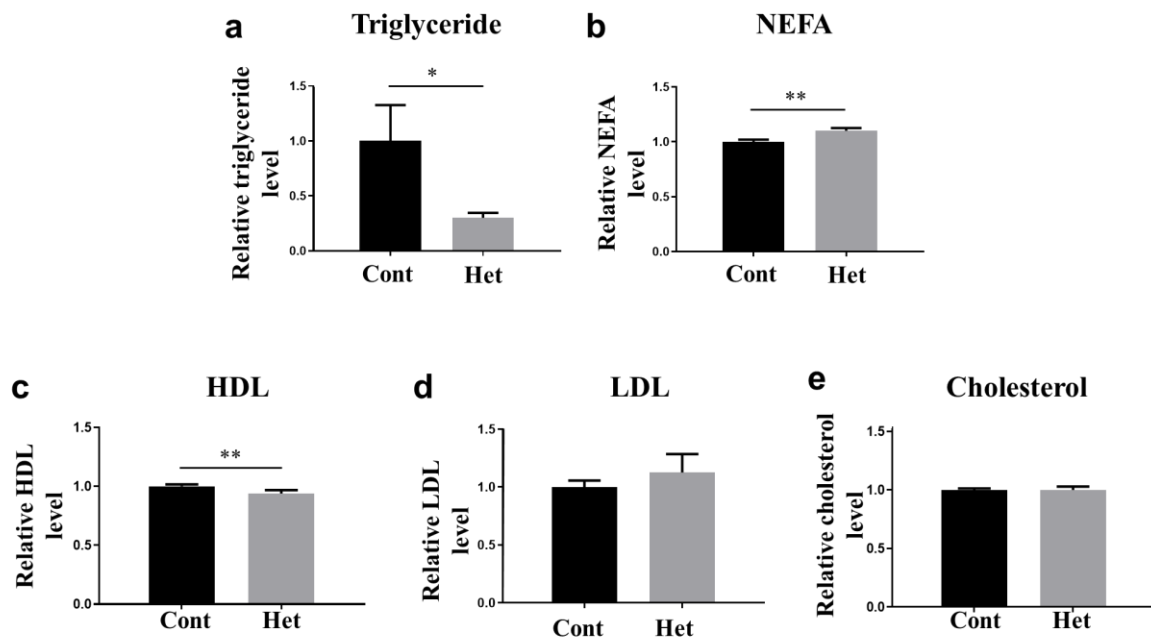 a Triglyceride
Relative triglyceride
level
1.5
1.0
0.5
0.0
*
Cont Het
b NEFA
Relative NEFA
level
1.5
1.0
0.5
0.0
**
Cont Het
c HDL
Relative HDL
level
1.5
1.0
0.5
0.0
**
Cont Het
d LDL
Relative LDL
level
1.5
1.0
0.5
0.0
Cont Het
e Cholesterol
Relative cholesterol
level
1.5
1.0
0.5
0.0
Cont Het